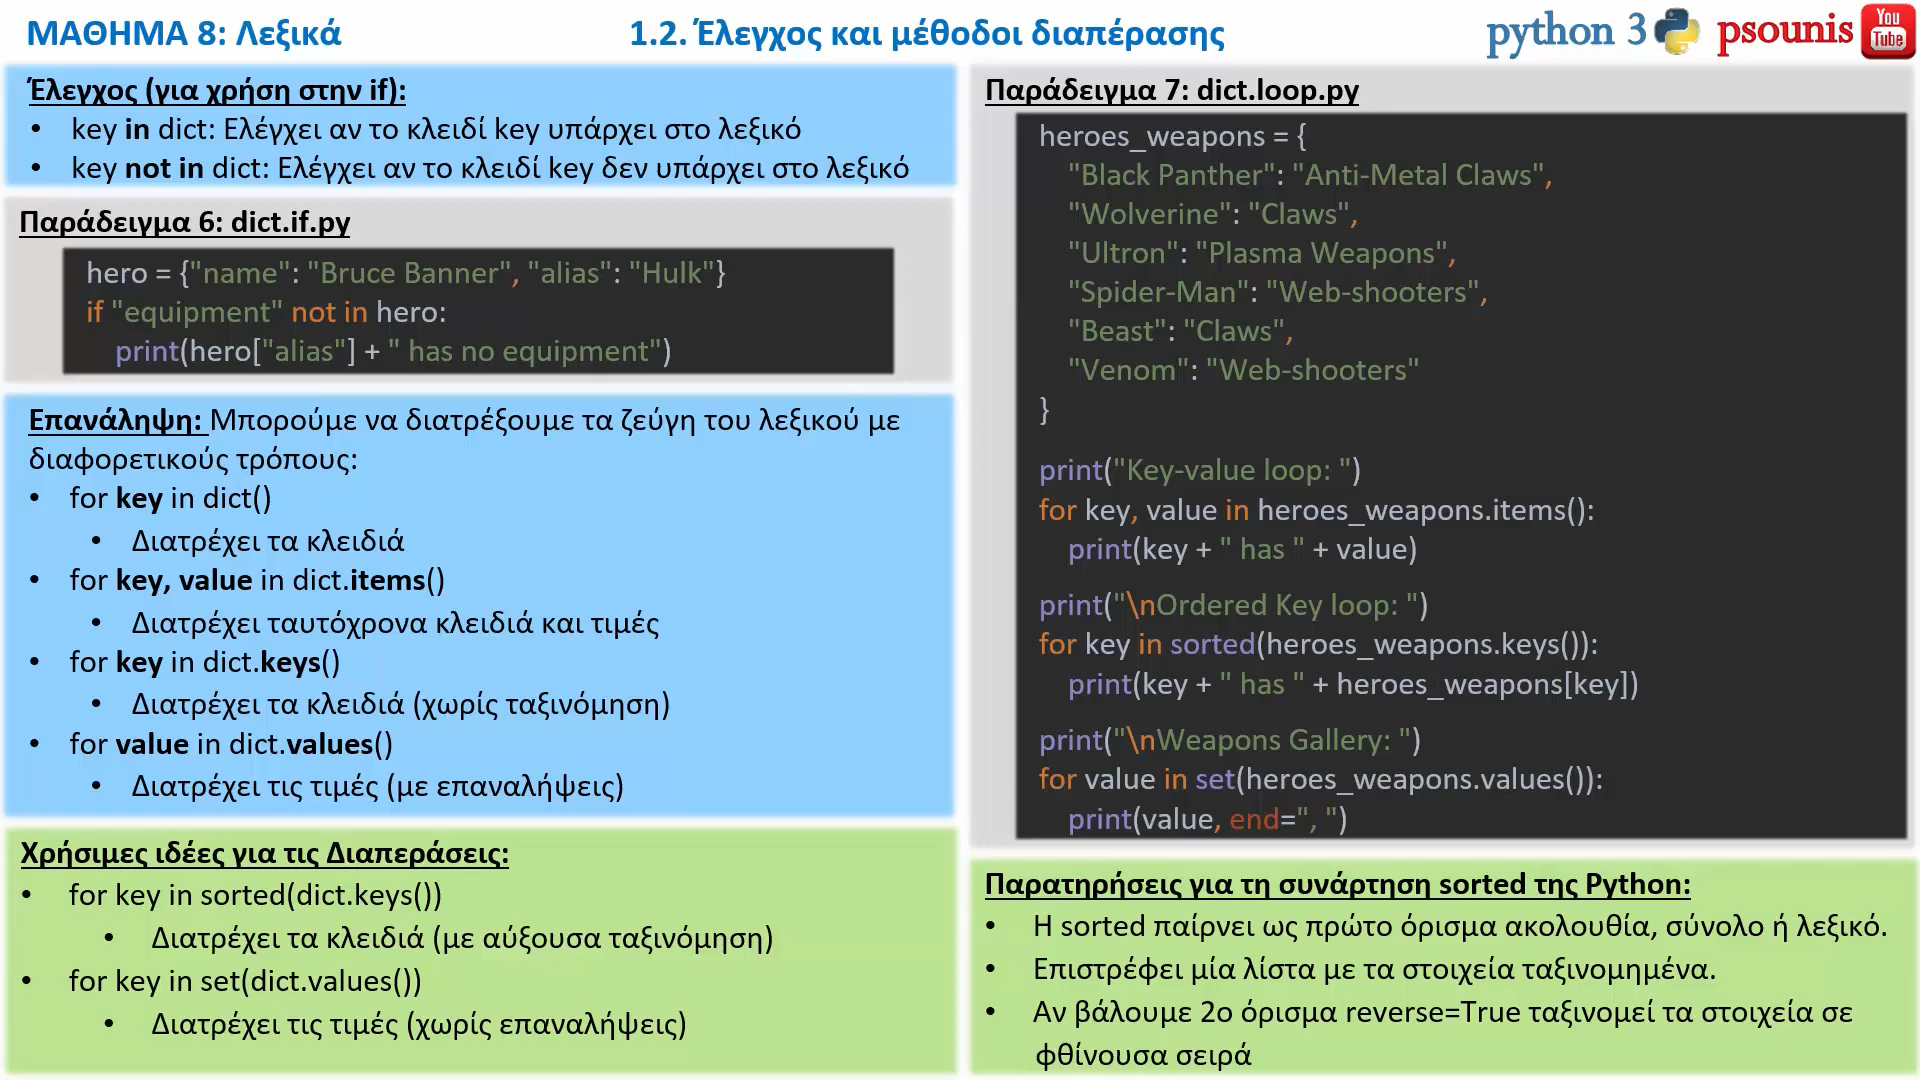 ΜΑΘΗΜΑ 8: Λεξικά
1.2. Έλεγχος και μέθοδοι διαπέρασης
python 3
psounis
You
Tube
Έλεγχος (για χρήση στην if):
• key in dict: Ελέγχει αν το κλειδί key υπάρχει στο λεξικό
• key not in dict: Ελέγχει αν το κλειδί key δεν υπάρχει στο λεξικό
Παράδειγμα 6: dict.if.py
hero = {"name": "Bruce Banner", "alias": "Hulk"}
if "equipment" not in hero:
    print(hero["alias"] + " has no equipment")
Επανάληψη: Μπορούμε να διατρέξουμε τα ζεύγη του λεξικού με
διαφορετικούς τρόπους:
• for key in dict()
• Διατρέχει τα κλειδιά
• for key, value in dict.items()
• Διατρέχει ταυτόχρονα κλειδιά και τιμές
• for key in dict.keys()
• Διατρέχει τα κλειδιά (χωρίς ταξινόμηση)
• for value in dict.values()
• Διατρέχει τις τιμές (με επαναλήψεις)
Χρήσιμες ιδέες για τις Διαπεράσεις:
• for key in sorted(dict.keys())
• Διατρέχει τα κλειδιά (με αύξουσα ταξινόμηση)
• for key in set(dict.values())
• Διατρέχει τις τιμές (χωρίς επαναλήψεις)
Παράδειγμα 7: dict.loop.py
heroes_weapons = {
    "Black Panther": "Anti-Metal Claws",
    "Wolverine": "Claws",
    "Ultron": "Plasma Weapons",
    "Spider-Man": "Web-shooters",
    "Beast": "Claws",
    "Venom": "Web-shooters"
}
print("Key-value loop: ")
for key, value in heroes_weapons.items():
    print(key + " has " + value)
print("\nOrdered Key loop: ")
for key in sorted(heroes_weapons.keys()):
    print(key + " has " + heroes_weapons[key])
print("\nWeapons Gallery: ")
for value in set(heroes_weapons.values()):
    print(value, end=", ")
Παρατηρήσεις για τη συνάρτηση sorted της Python:
• Η sorted παίρνει ως πρώτο όρισμα ακολουθία, σύνολο ή λεξικό.
• Επιστρέφει μία λίστα με τα στοιχεία ταξινομημένα.
• Αν βάλουμε 2ο όρισμα reverse=True ταξινομεί τα στοιχεία σε
φθίνουσα σειρά